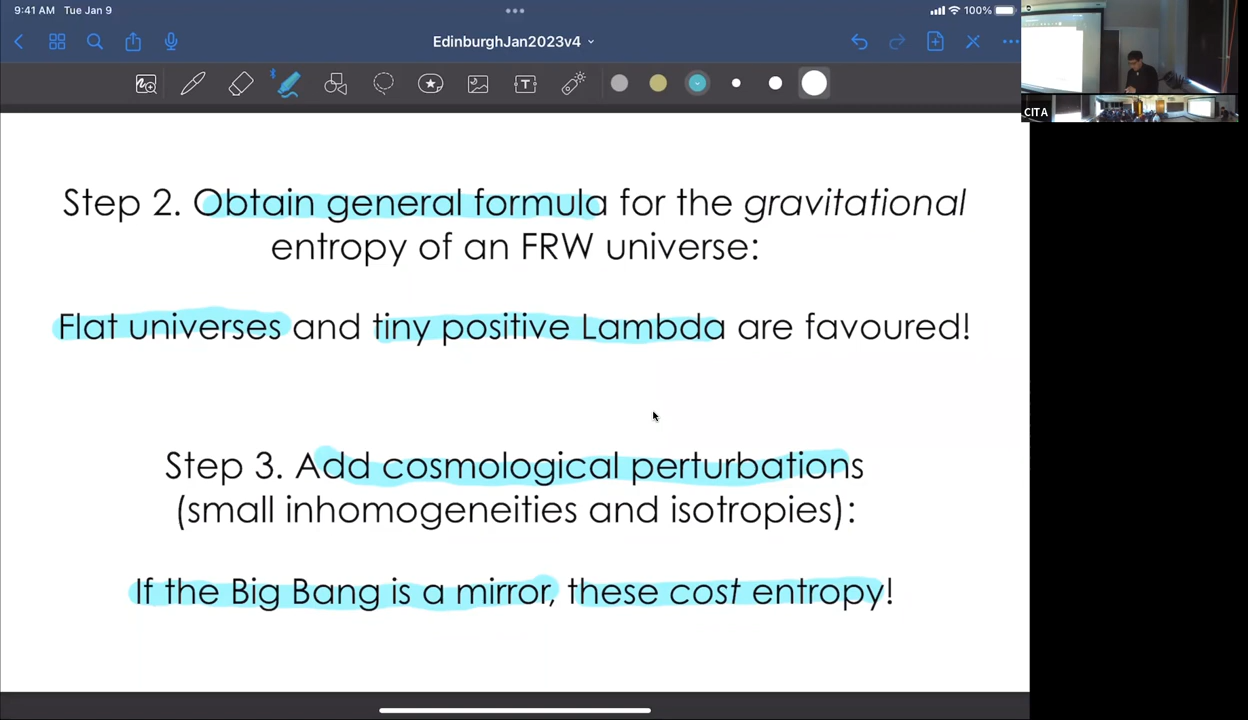 9:41 AM Tue Jan 9
100%
EdinburghJan2023v4
CITA
Step 2. Obtain general formula for the gravitational
entropy of an FRW universe:
Flat universes and tiny positive Lambda are favoured!
Step 3. Add cosmological perturbations
(small inhomogeneities and isotropies):
If the Big Bang is a mirror, these cost entropy!